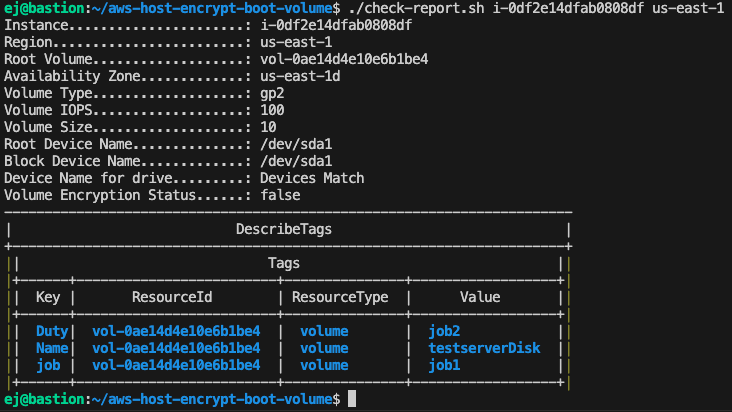 ej@bastion:~/aws-host-encrypt-boot-volume$ ./check-report.sh i-0df2e14dfab0808df us-east-1
Instance......................: i-0df2e14dfab0808df
Region........................: us-east-1
Root Volume...................: vol-0ae14d4e10e6b1be4
Availability Zone.............: us-east-1d
Volume Type...................: gp2
Volume IOPS...................: 100
Volume Size...................: 10
Root Device Name..............: /dev/sda1
Block Device Name.............: /dev/sda1
Device Name for drive.........: Devices Match
Volume Encryption Status......: false
DescribeTags
Tags
Key | ResourceId | ResourceType | Value
Duty| vol-0ae14d4e10e6b1be4 | volume | job2
Name| vol-0ae14d4e10e6b1be4 | volume | testserverDisk
job | vol-0ae14d4e10e6b1be4 | volume | job1
ej@bastion:~/aws-host-encrypt-boot-volume$